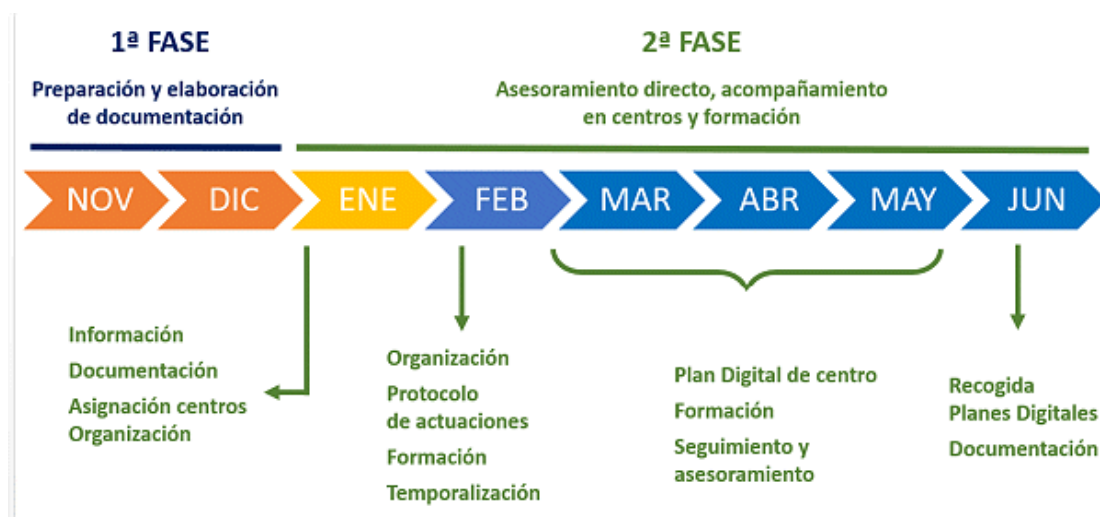 1ª FASE
Preparación y elaboración
de documentación
2ª FASE
Asesoramiento directo, acompañamiento
en centros y formación
NOV
DIC
ENE
FEB
MAR
ABR
MAY
JUN
Información
Documentación
Asignación centros
Organización
Organización
Protocolo
de actuaciones
Formación
Temporalización
Plan Digital de centro
Formación
Seguimiento y
asesoramiento
Recogida
Planes Digitales
Documentación